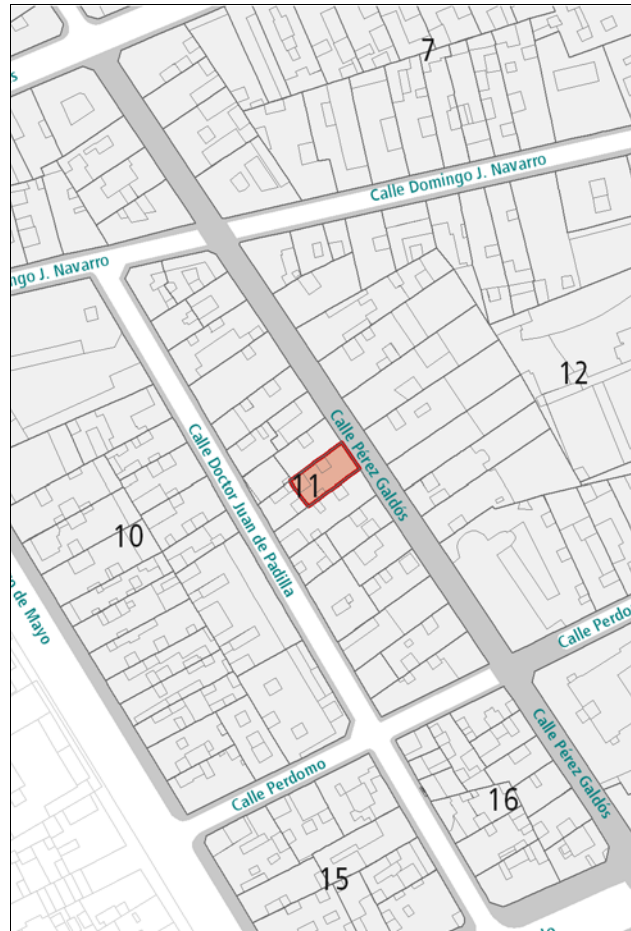 7
Calle Domingo J. Navarro
ngo J. Navarro
12
Calle Pérez Galdós
11
Calle Doctor Juan de Padilla
10
o de Mayo
Calle Perdo
Calle Pérez Galdós
Calle Perdomo
16
15